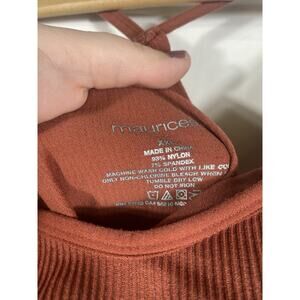 maurices
XX
MADE IN CHINA
93% NYLON
7% SPANDEX
MACHINE WASH COLD WITH LIKE CO
ONLY NON-CHLORINE BLEACH WHEN
TUMBLE DRY LOW
DO NOT IRON